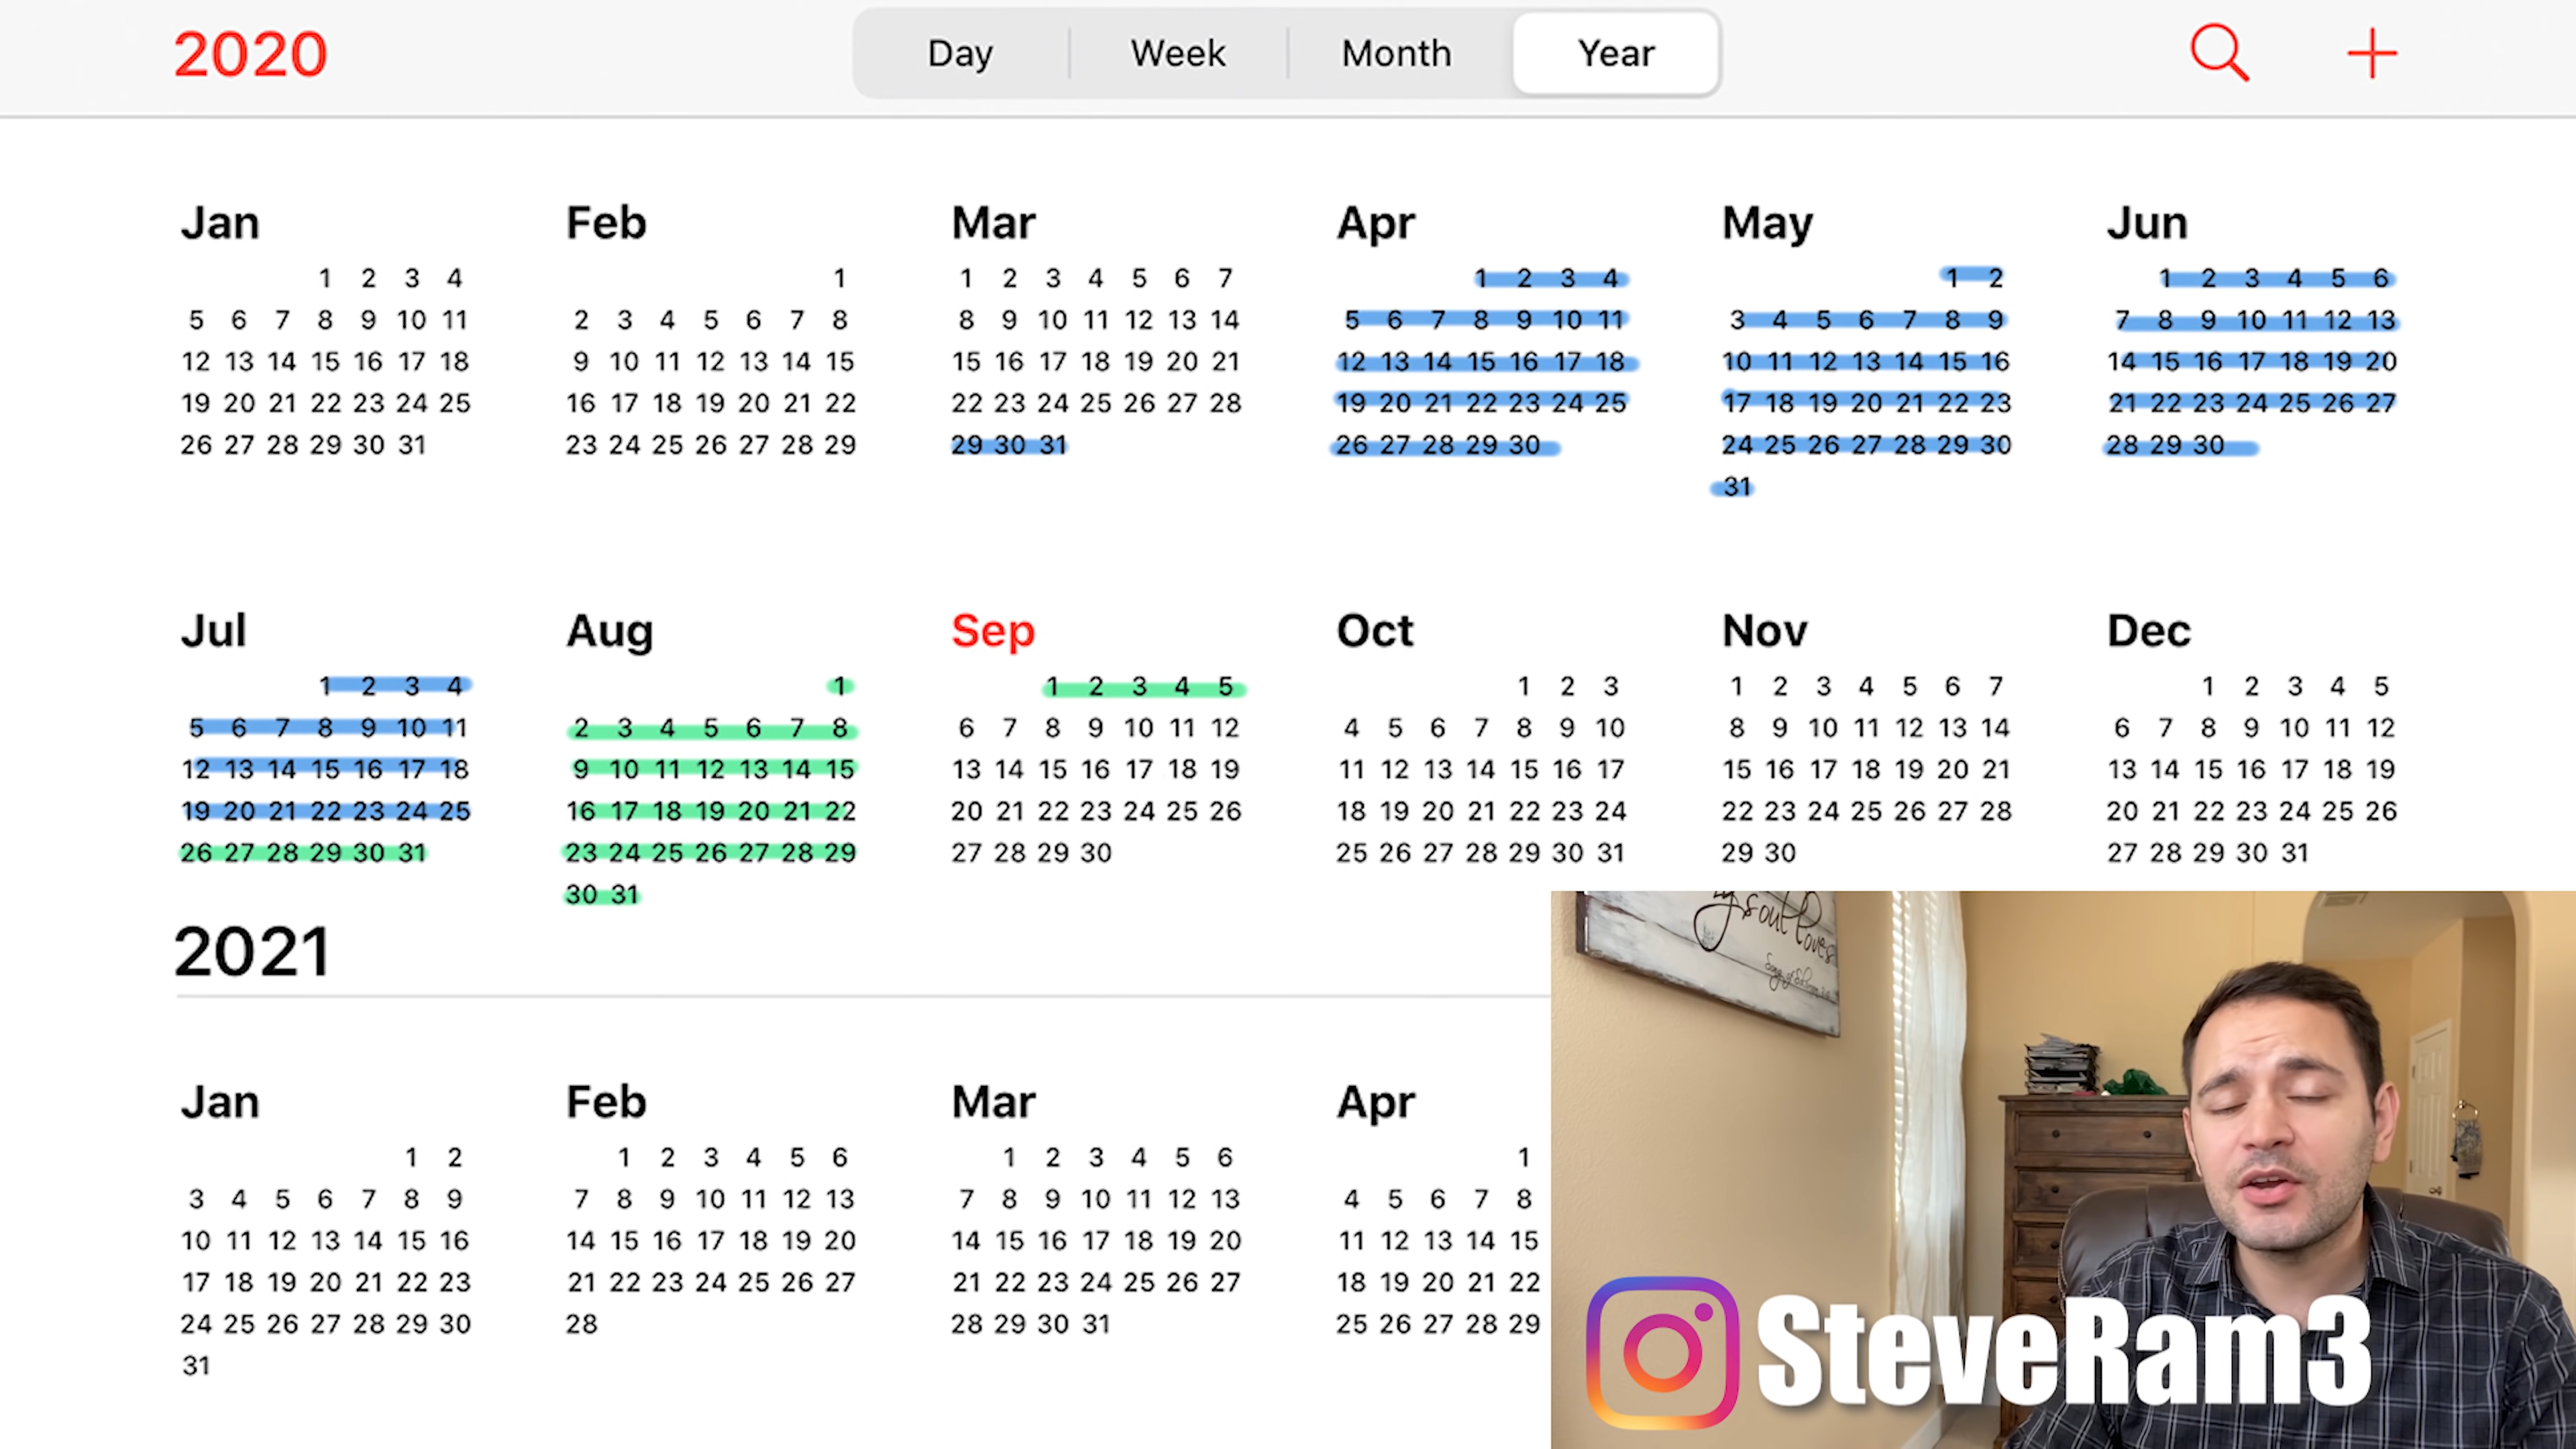 2020
Day Week Month Year
Jan
1 2 3 4
5 6 7 8 9 10 11
12 13 14 15 16 17 18
19 20 21 22 23 24 25
26 27 28 29 30 31
Feb
1
2 3 4 5 6 7 8
9 10 11 12 13 14 15
16 17 18 19 20 21 22
23 24 25 26 27 28 29
Mar
1 2 3 4 5 6 7
8 9 10 11 12 13 14
15 16 17 18 19 20 21
22 23 24 25 26 27 28
29 30 31
Apr
1 2 3 4
5 6 7 8 9 10 11
12 13 14 15 16 17 18
19 20 21 22 23 24 25
26 27 28 29 30
May
1 2
3 4 5 6 7 8 9
10 11 12 13 14 15 16
17 18 19 20 21 22 23
24 25 26 27 28 29 30
31
Jun
1 2 3 4 5 6
7 8 9 10 11 12 13
14 15 16 17 18 19 20
21 22 23 24 25 26 27
28 29 30
Jul
1 2 3 4
5 6 7 8 9 10 11
12 13 14 15 16 17 18
19 20 21 22 23 24 25
26 27 28 29 30 31
Aug
1
2 3 4 5 6 7 8
9 10 11 12 13 14 15
16 17 18 19 20 21 22
23 24 25 26 27 28 29
30 31
Sep
1 2 3 4 5
6 7 8 9 10 11 12
13 14 15 16 17 18 19
20 21 22 23 24 25 26
27 28 29 30
Oct
1 2 3
4 5 6 7 8 9 10
11 12 13 14 15 16 17
18 19 20 21 22 23 24
25 26 27 28 29 30 31
Nov
1 2 3 4 5 6 7
8 9 10 11 12 13 14
15 16 17 18 19 20 21
22 23 24 25 26 27 28
29 30
Dec
1 2 3 4 5
6 7 8 9 10 11 12
13 14 15 16 17 18 19
20 21 22 23 24 25 26
27 28 29 30 31
2021
Jan
1 2
3 4 5 6 7 8 9
10 11 12 13 14 15 16
17 18 19 20 21 22 23
24 25 26 27 28 29 30
31
Feb
1 2 3 4 5 6
7 8 9 10 11 12 13
14 15 16 17 18 19 20
21 22 23 24 25 26 27
28
Mar
1 2 3 4 5 6
7 8 9 10 11 12 13
14 15 16 17 18 19 20
21 22 23 24 25 26 27
28 29 30 31
Apr
1
4 5 6 7 8
11 12 13 14 15
18 19 20 21 22
25 26 27 28 29
soul loves
Song of Solomon
SteveRam3